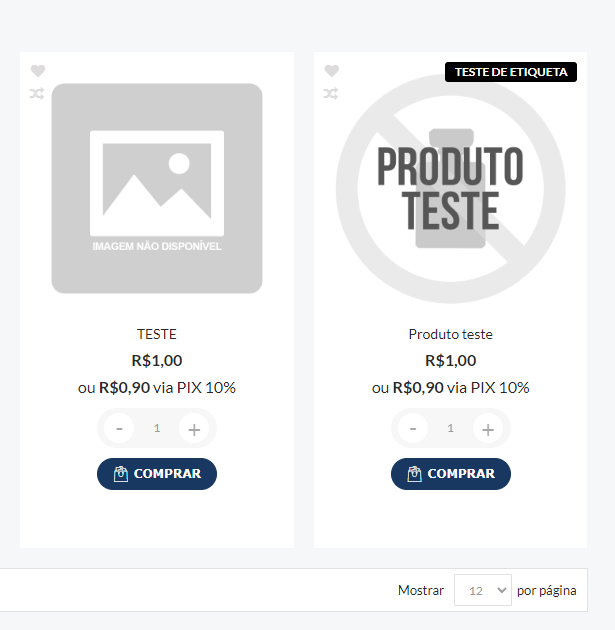 IMAGEM NÃO DISPONÍVEL
TESTE
R$1,00
ou R$0,90 via PIX 10%
- 1 +
COMPRAR
TESTE DE ETIQUETA
PRODUTO
TESTE
Produto teste
R$1,00
ou R$0,90 via PIX 10%
- 1 +
COMPRAR
Mostrar 12 por página